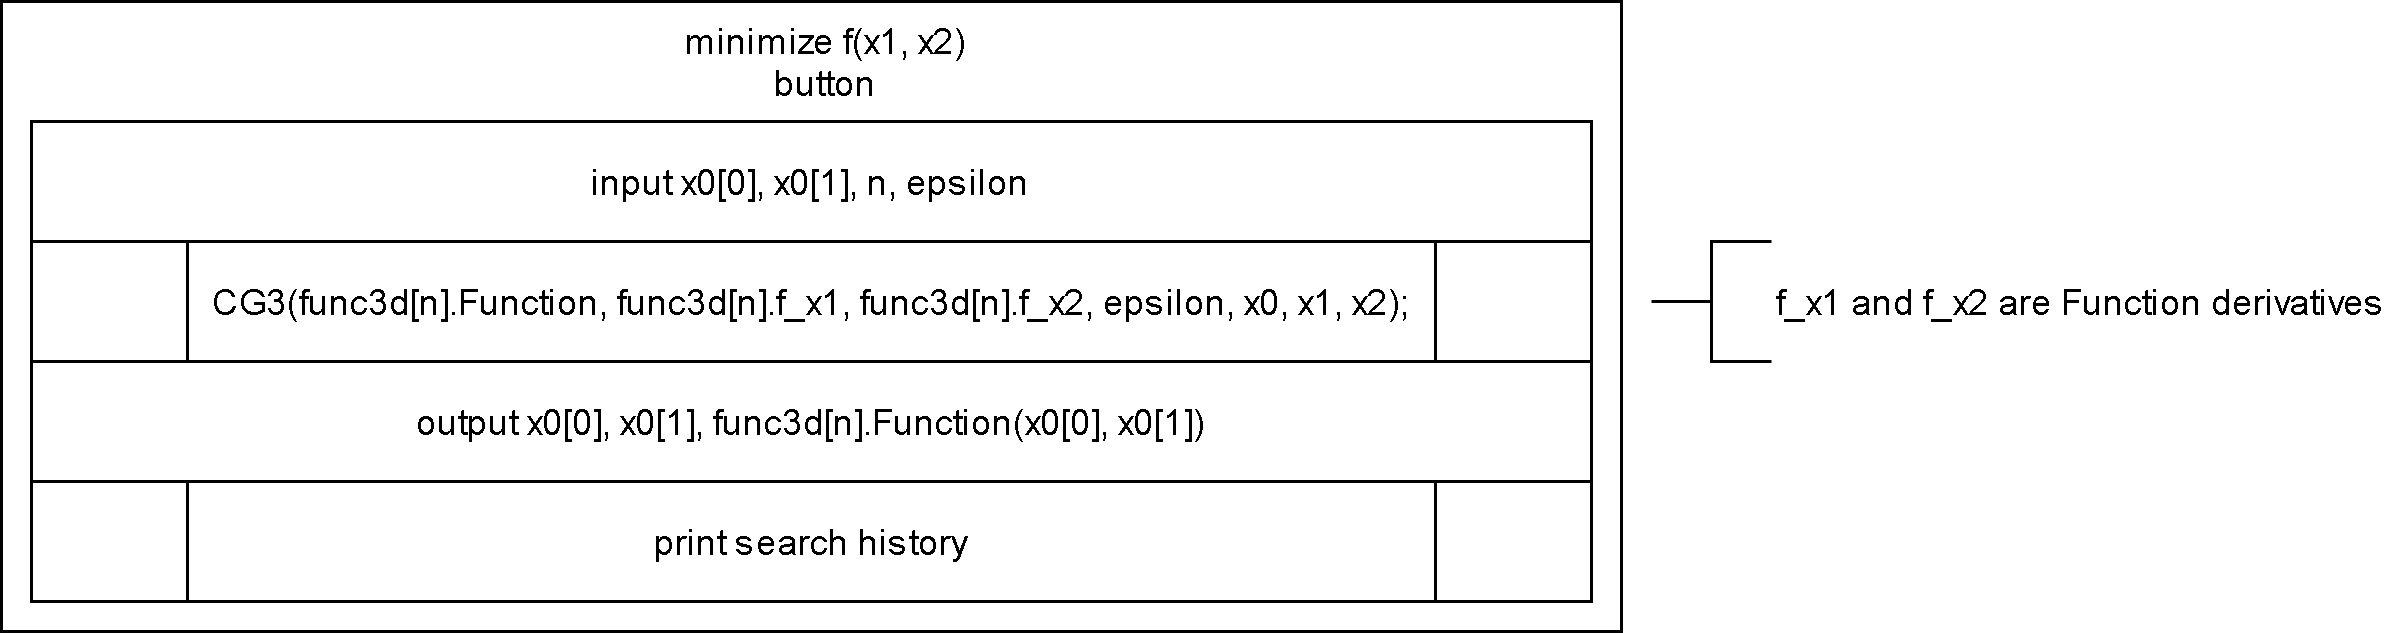 minimize f(x1, x2)
button
input x0[0], x0[1], n, epsilon
CG3(func3d[n].Function, func3d[n].f_x1, func3d[n].f_x2, epsilon, x0, x1, x2);
f_x1 and f_x2 are Function derivatives
output x0[0], x0[1], func3d[n].Function(x0[0], x0[1])
print search history